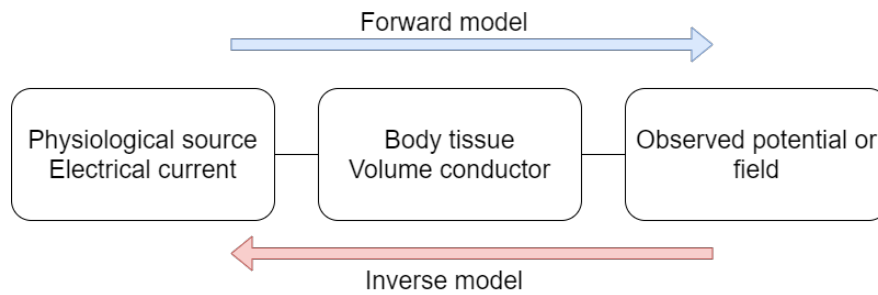 Forward model
Physiological source
Electrical current
Body tissue
Volume conductor
Observed potential or
field
Inverse model